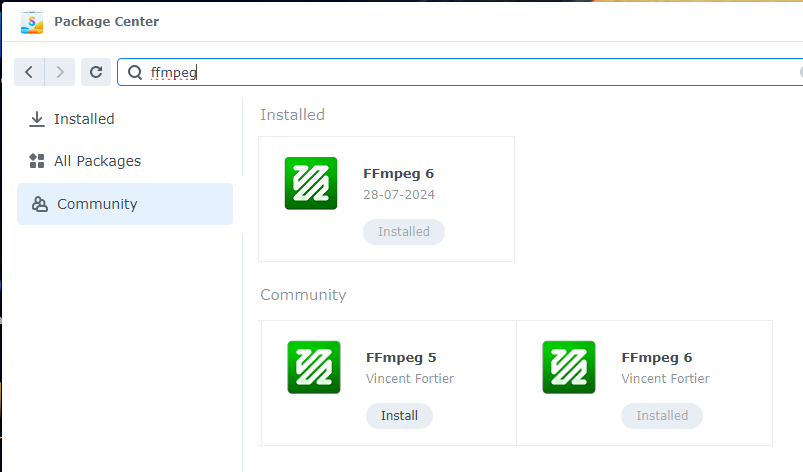 Package Center
ffmpeg
Installed
All Packages
Community
Installed
FFmpeg 6
28-07-2024
Installed
Community
FFmpeg 5
Vincent Fortier
Install
FFmpeg 6
Vincent Fortier
Installed